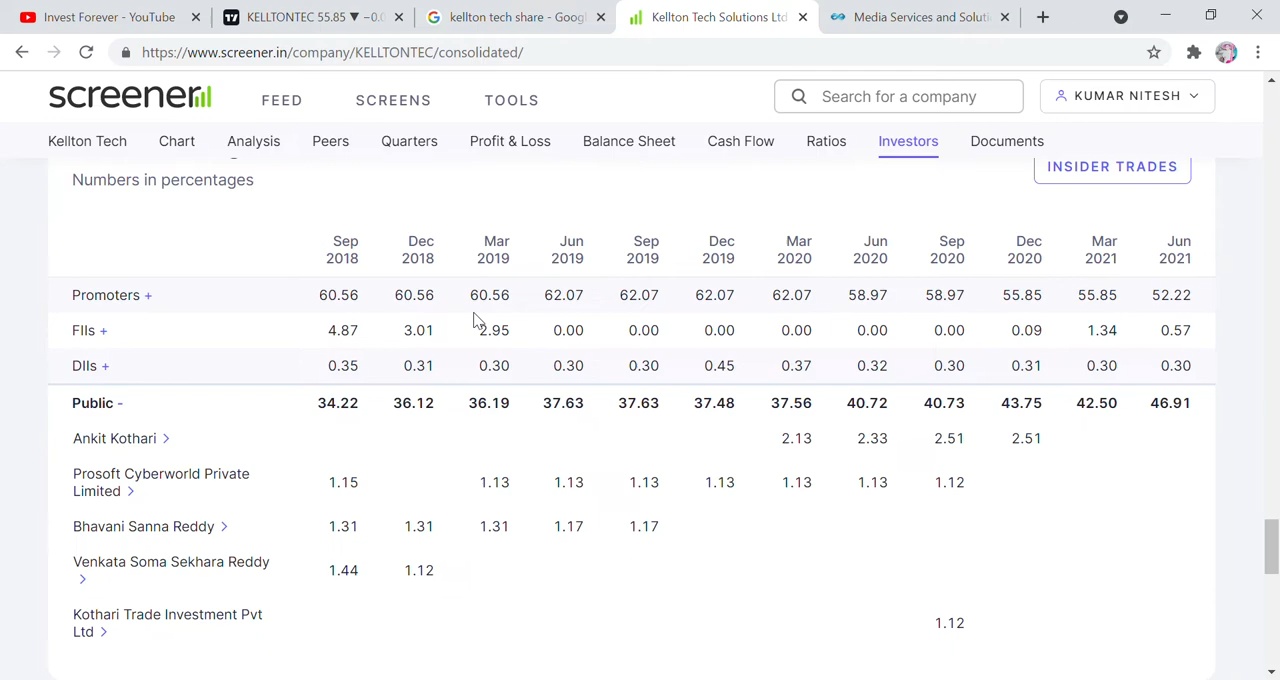 Invest Forever - YouTube
KELLTONTEC 55.85 ▼ −0.0
kellton tech share - Googl
Kellton Tech Solutions Ltd
Media Services and Soluti
https://www.screener.in/company/KELLTONTEC/consolidated/
screener
FEED SCREENS TOOLS
Search for a company
KUMAR NITESH
Kellton Tech Chart Analysis Peers Quarters Profit & Loss Balance Sheet Cash Flow Ratios Investors Documents
Numbers in percentages
INSIDER TRADES
Sep 2018 Dec 2018 Mar 2019 Jun 2019 Sep 2019 Dec 2019 Mar 2020 Jun 2020 Sep 2020 Dec 2020 Mar 2021 Jun 2021
Promoters + 60.56 60.56 60.56 62.07 62.07 62.07 62.07 58.97 58.97 55.85 55.85 52.22
FIIs + 4.87 3.01 2.95 0.00 0.00 0.00 0.00 0.00 0.00 0.09 1.34 0.57
DIIs + 0.35 0.31 0.30 0.30 0.30 0.45 0.37 0.32 0.30 0.31 0.30 0.30
Public - 34.22 36.12 36.19 37.63 37.63 37.48 37.56 40.72 40.73 43.75 42.50 46.91
Ankit Kothari > 2.13 2.33 2.51 2.51
Prosoft Cyberworld Private
Limited > 1.15 1.13 1.13 1.13 1.13 1.13 1.13 1.12
Bhavani Sanna Reddy > 1.31 1.31 1.31 1.17 1.17
Venkata Soma Sekhara Reddy
> 1.44 1.12
Kothari Trade Investment Pvt
Ltd > 1.12